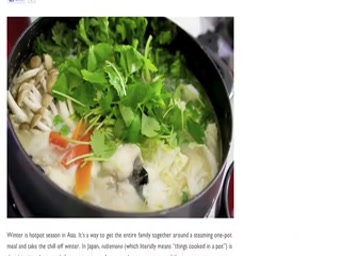 Winter is hotpot season in Asia. It's a way to get the entire family together around a steaming one-pot
meal and take the chill off winter. In Japan, nabemono (which literally means "things cooked in a pot") is